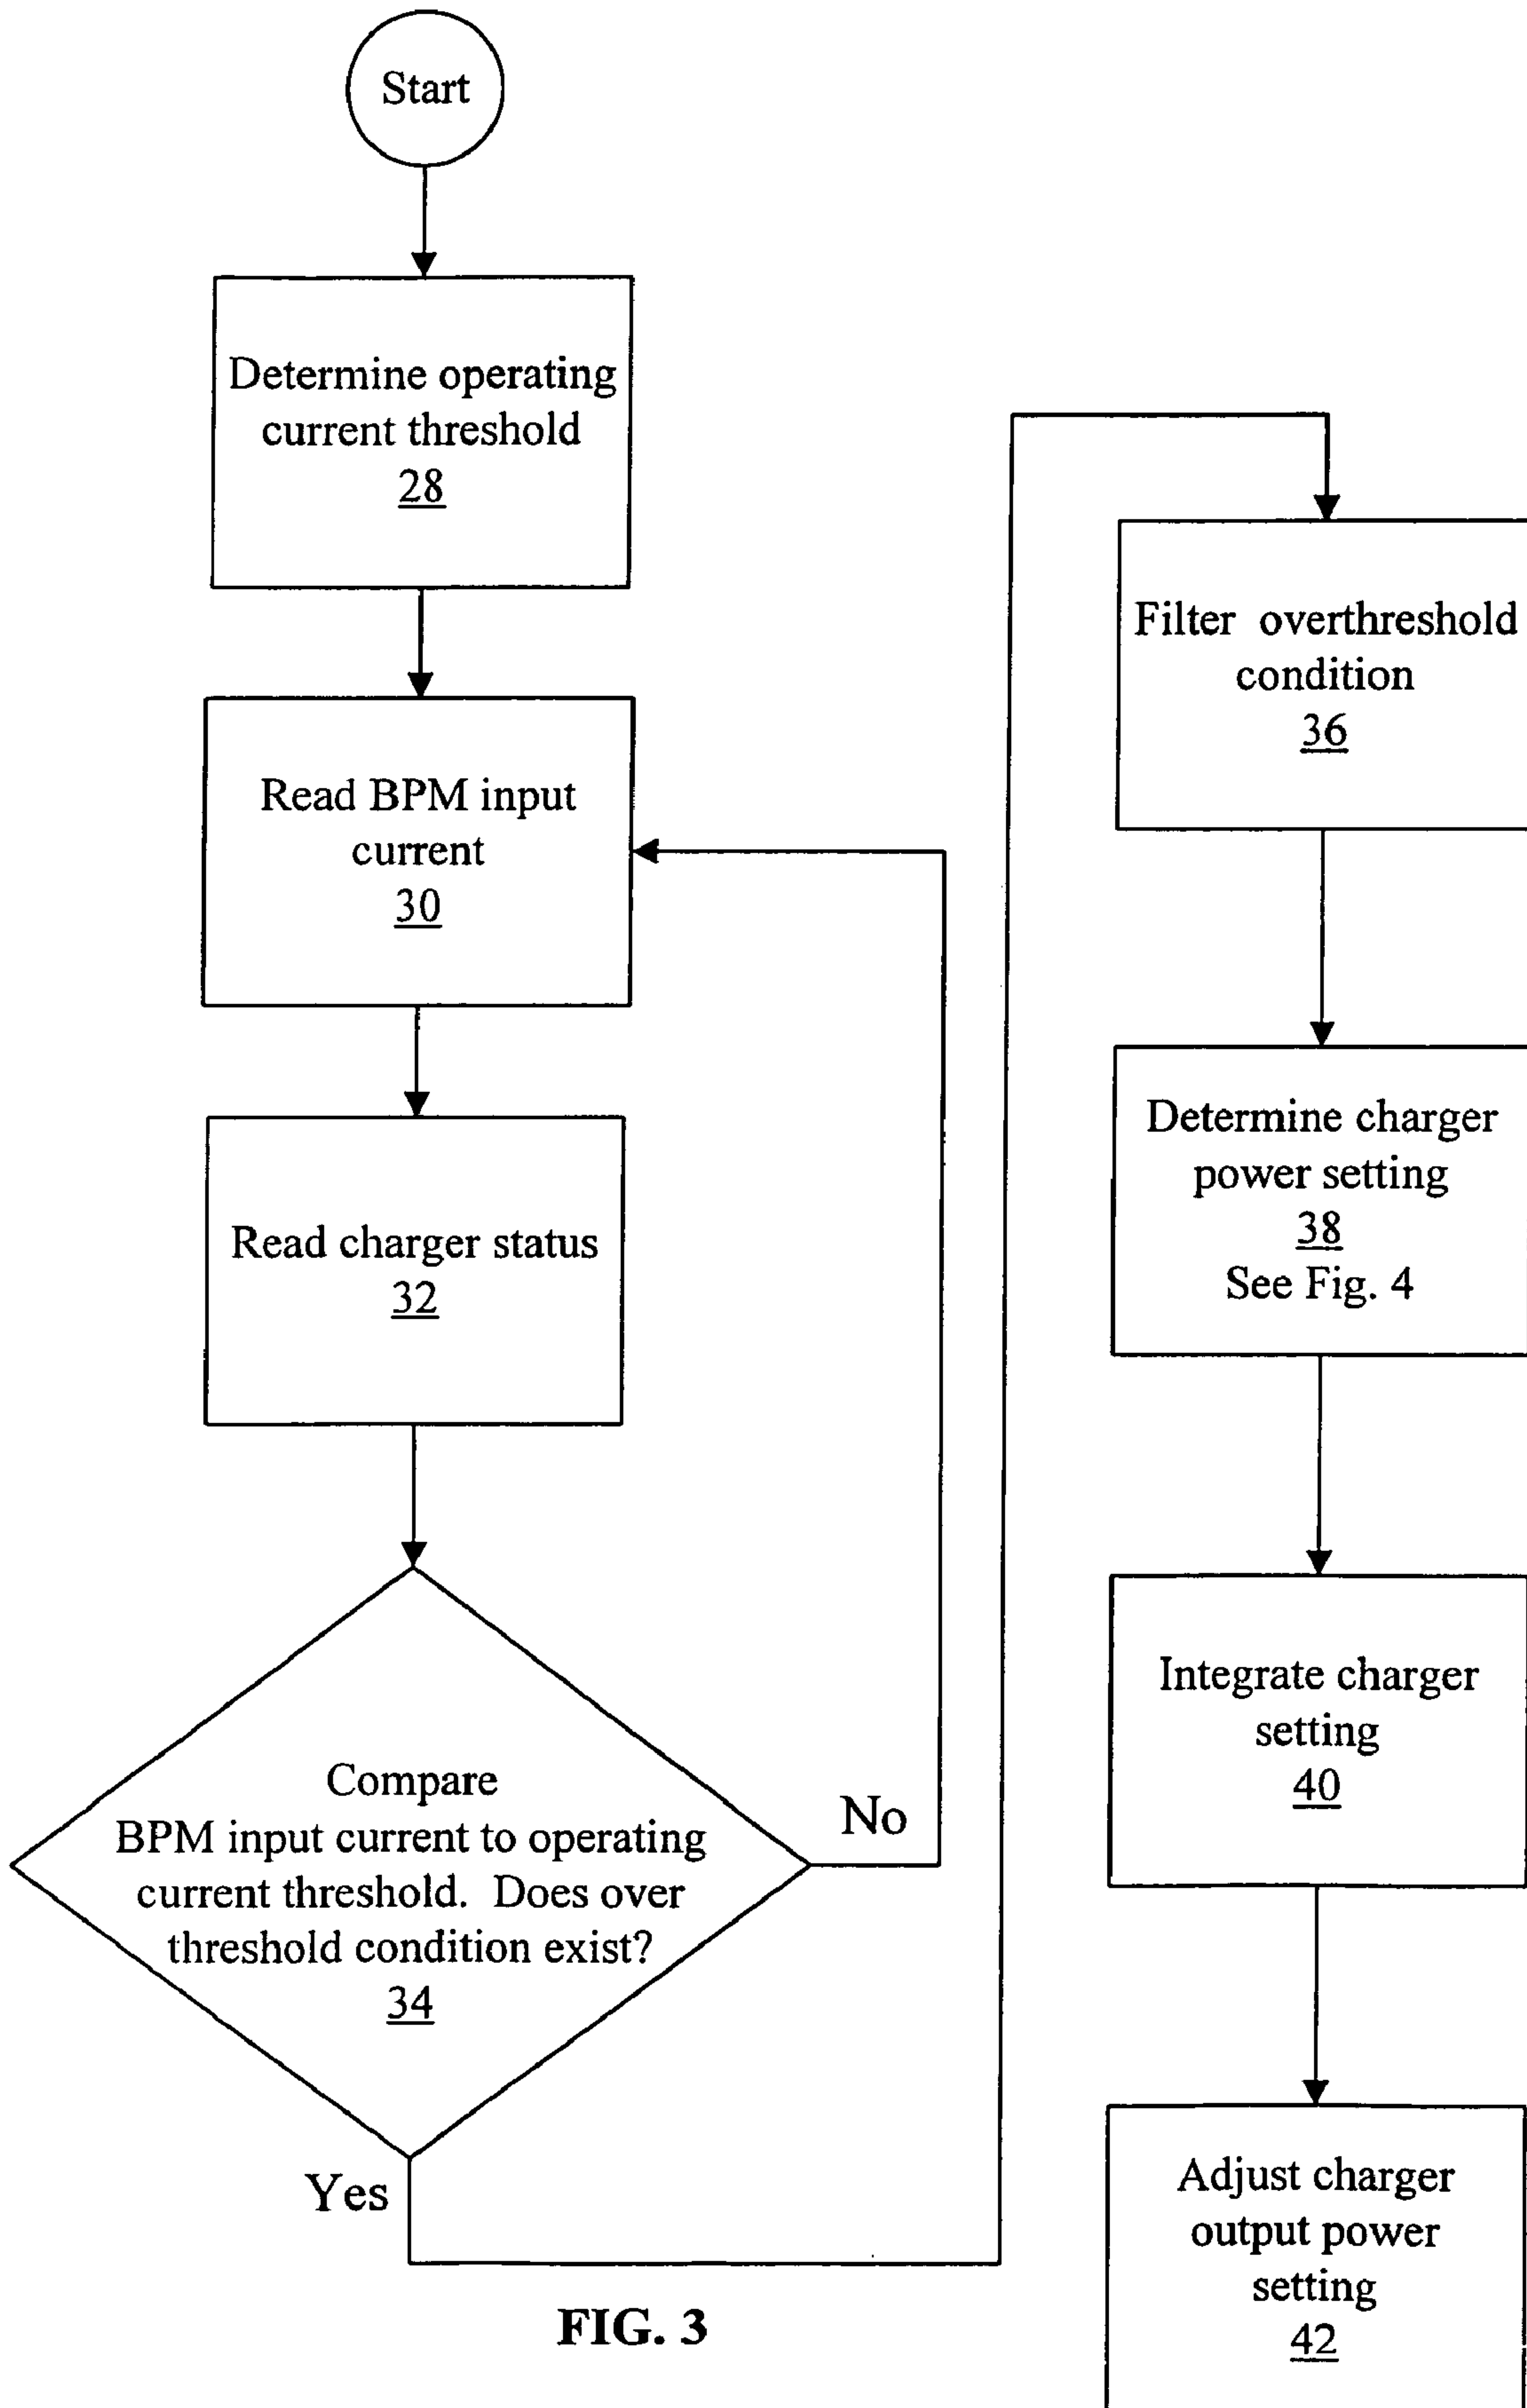 Start
Determine operating
current threshold
28
Read BPM input
current
30
Read charger status
32
Compare
BPM input current to operating
current threshold. Does over
threshold condition exist?
34
No
Yes
Filter overthreshold
condition
36
Determine charger
power setting
38
See Fig. 4
Integrate charger
setting
40
Adjust charger
output power
setting
42
FIG. 3